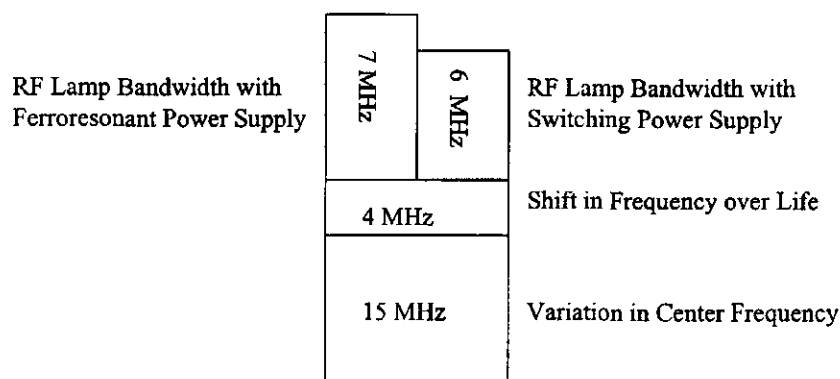 RF Lamp Bandwidth with
Ferroresonant Power Supply
7 MHz
6 MHz
RF Lamp Bandwidth with
Switching Power Supply
4 MHz
Shift in Frequency over Life
15 MHz
Variation in Center Frequency